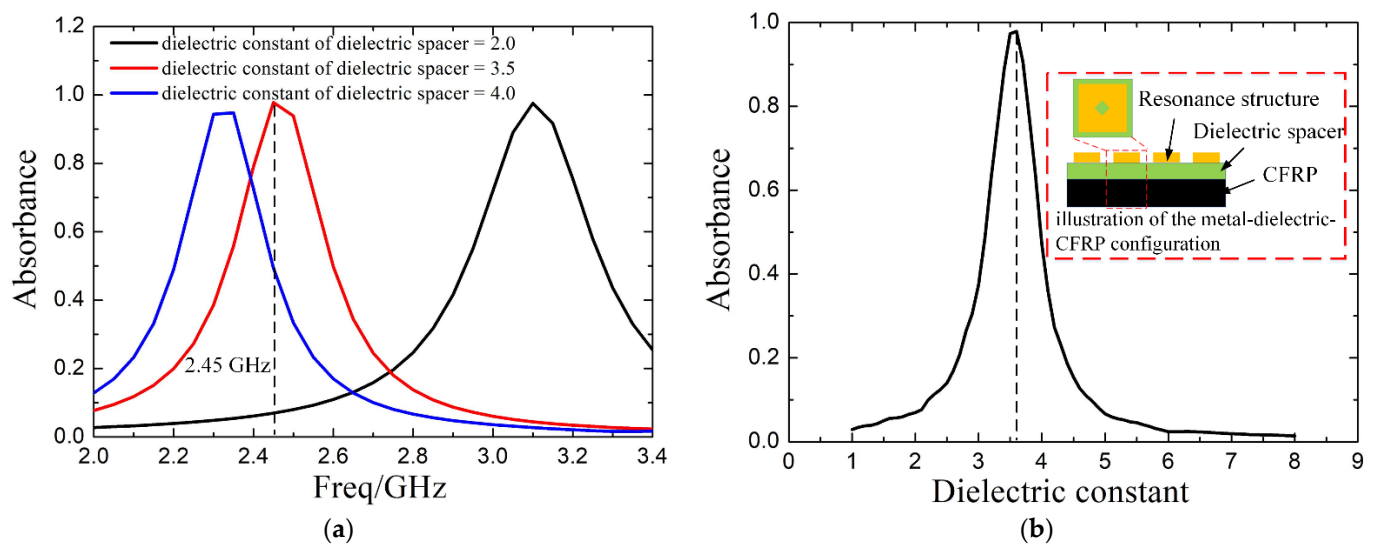 dielectric constant of dielectric spacer = 2.0
dielectric constant of dielectric spacer = 3.5
dielectric constant of dielectric spacer = 4.0
Absorbance
1.2
1.0
0.8
0.6
0.4
0.2
0.0
2.45 GHz
2.0 2.2 2.4 2.6 2.8 3.0 3.2 3.4
Freq/GHz
(a)
Absorbance
1.0
0.8
0.6
0.4
0.2
0.0
Resonance structure
Dielectric spacer
CFRP
illustration of the metal-dielectric-
CFRP configuration
0 1 2 3 4 5 6 7 8 9
Dielectric constant
(b)